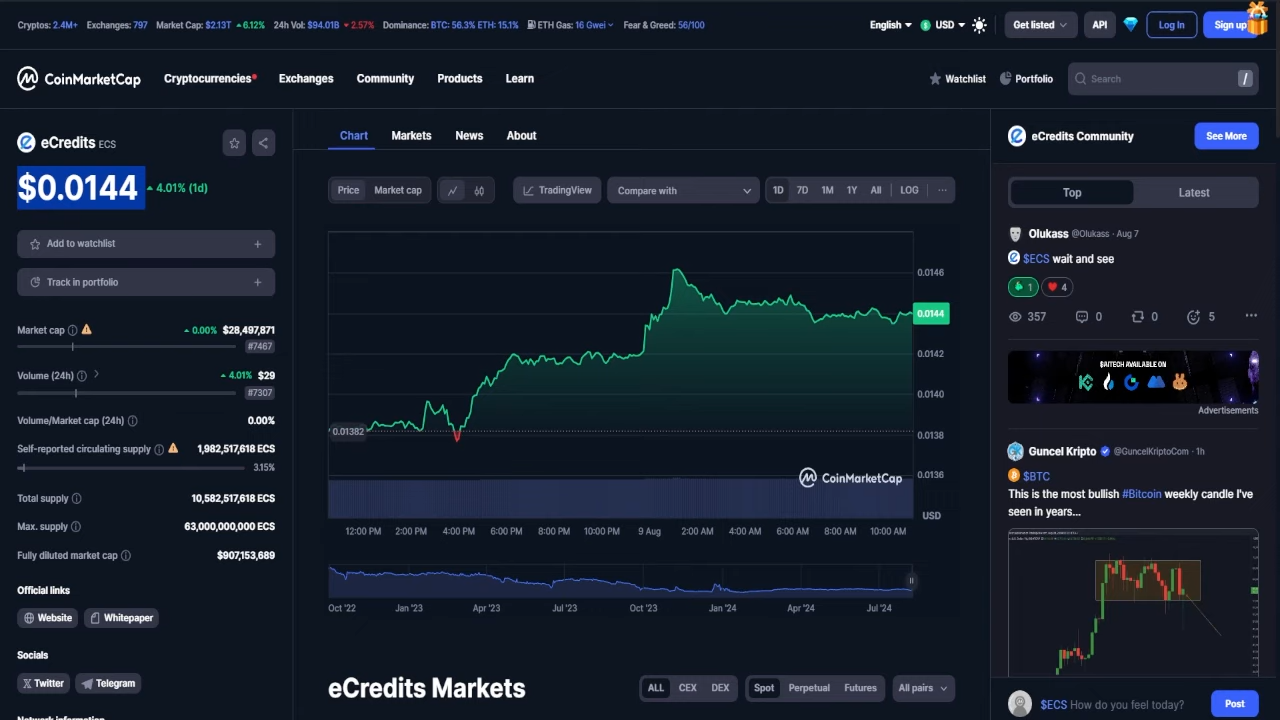 Cryptos: 2.4M+ Exchanges: 797 Market Cap: $2.13T 6.12% 24h Vol: $94.01B 2.57% Dominance: BTC: 56.3% ETH: 15.1% ETH Gas: 16 Gwei Fear & Greed: 56/100
English USD Get listed API Log In Sign up
CoinMarketCap Cryptocurrencies Exchanges Community Products Learn
Watchlist Portfolio Search /
eCredits ECS
$0.0144 4.01% (1d)
Add to watchlist +
Track in portfolio +
Market cap 0.00% $28,497,871
#7467
Volume (24h) 4.01% $29
#7307
Volume/Market cap (24h) 0.00%
Self-reported circulating supply 1,982,517,618 ECS
3.15%
Total supply 10,582,517,618 ECS
Max. supply 63,000,000,000 ECS
Fully diluted market cap $907,153,689
Official links
Website Whitepaper
Socials
Twitter Telegram
Chart Markets News About
Price Market cap TradingView Compare with 1D 7D 1M 1Y All LOG ...
0.0146
0.0144
0.0142
0.0140
0.01382
0.0138
0.0136
CoinMarketCap
USD
12:00 PM 2:00 PM 4:00 PM 6:00 PM 8:00 PM 10:00 PM 9 Aug 2:00 AM 4:00 AM 6:00 AM 8:00 AM 10:00 AM
Oct '22 Jan '23 Apr '23 Jul '23 Oct '23 Jan '24 Apr '24 Jul '24
eCredits Markets
ALL CEX DEX Spot Perpetual Futures All pairs
eCredits Community See More
Top Latest
Olukass @Olukass · Aug 7
$ECS wait and see
1 4
357 0 0 5 ...
$AITECH AVAILABLE ON
Advertisements
Guncel Kripto @GuncelKriptoCom · 1h
$BTC
This is the most bullish #Bitcoin weekly candle I've
seen in years...
$ECS How do you feel today? Post